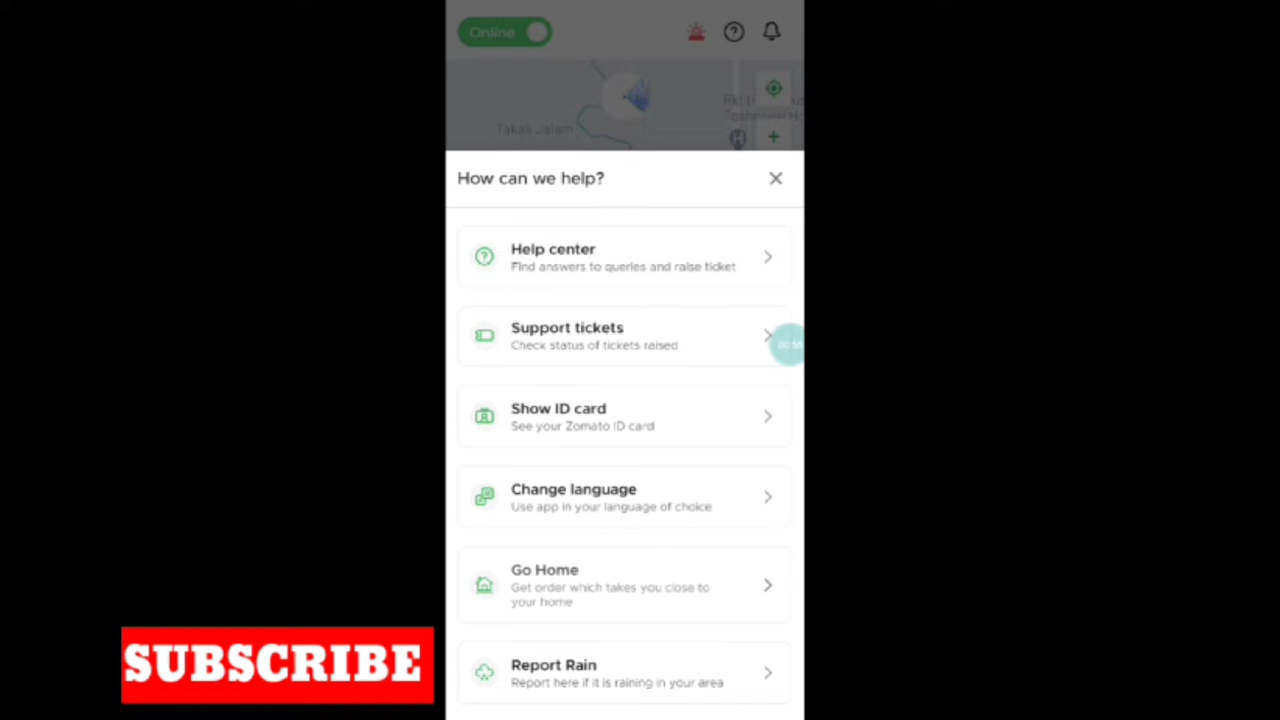 Online
Takali Jalam
How can we help?
Help center
Find answers to queries and raise ticket
Support tickets
Check status of tickets raised
Show ID card
See your Zomato ID card
Change language
Use app in your language of choice
Go Home
Get order which takes you close to
your home
Report Rain
Report here if it is raining in your area
SUBSCRIBE